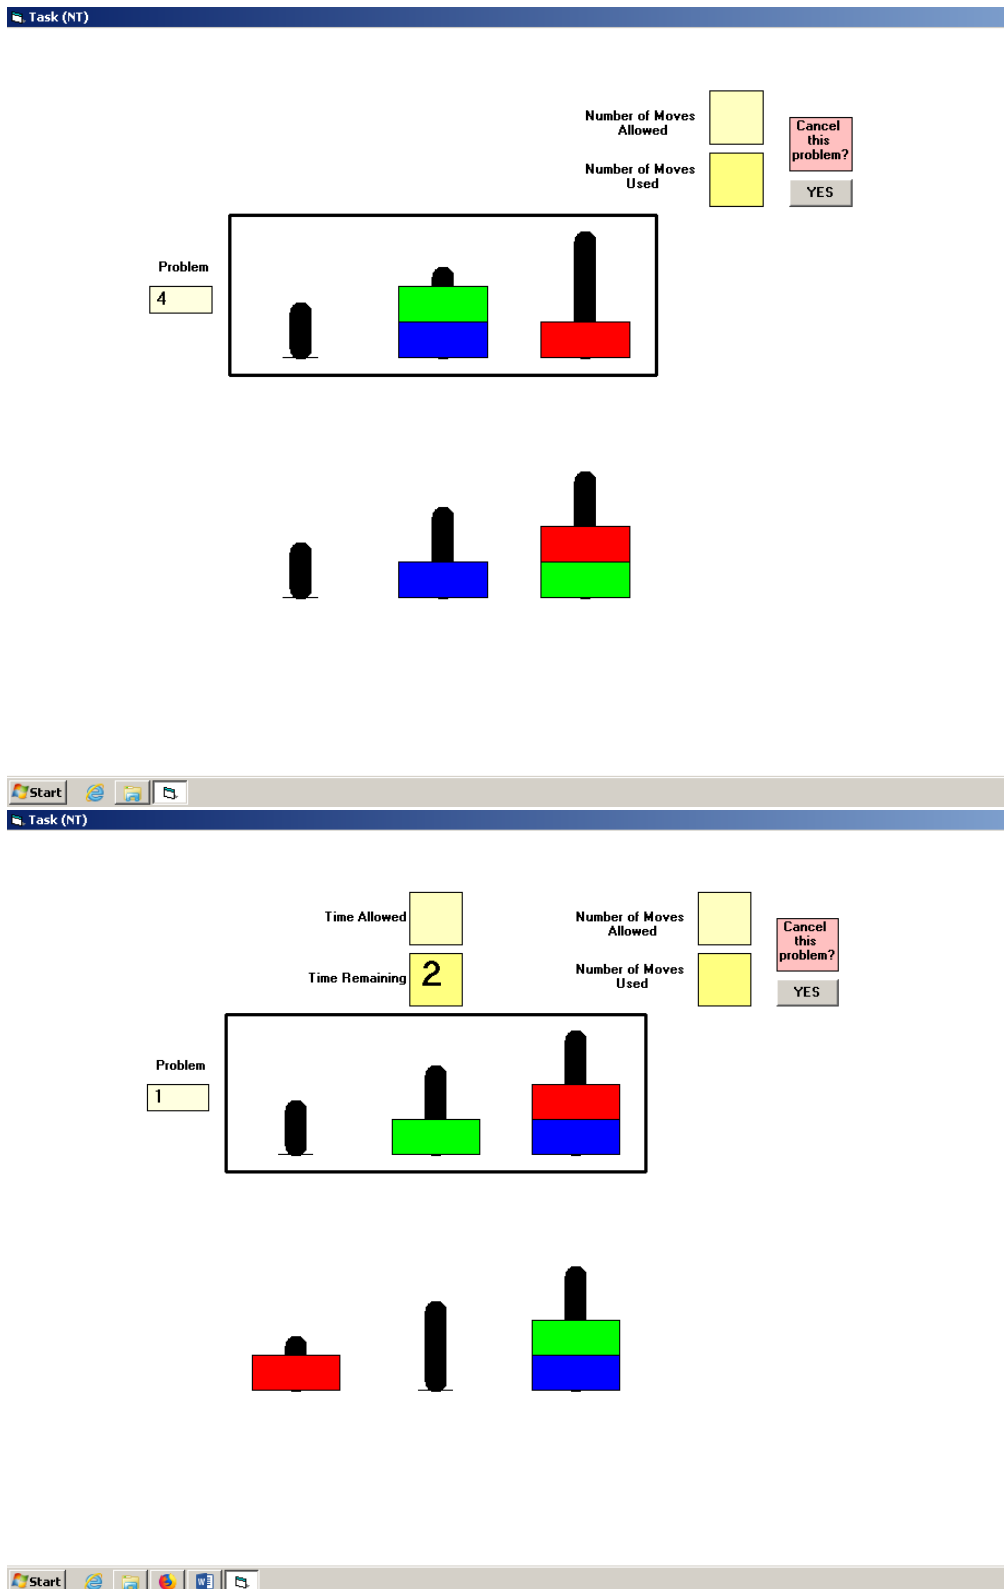 Task (NT)
Number of Moves
Allowed
Cancel
this
problem?
Number of Moves
Used
YES
Problem
4
Start
Task (NT)
Time Allowed
Number of Moves
Allowed
Cancel
this
problem?
Time Remaining
2
Number of Moves
Used
YES
Problem
1
Start